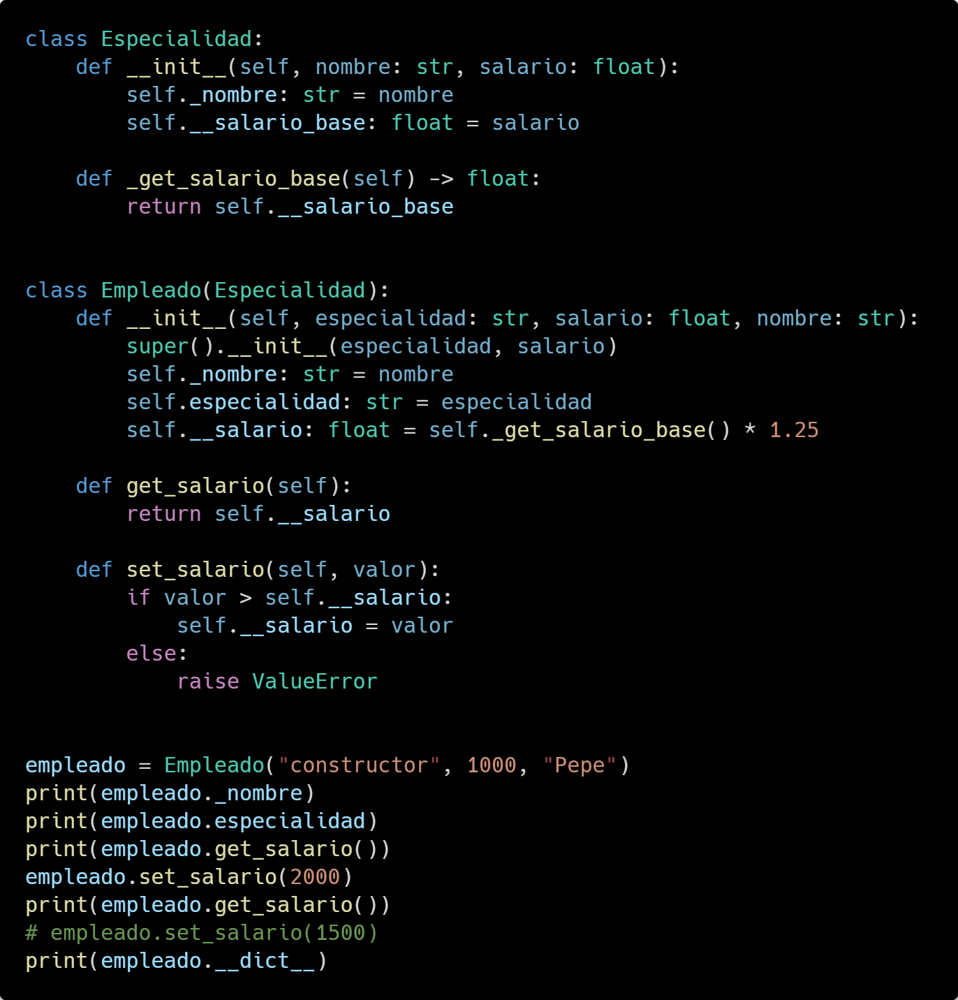 class Especialidad:
    def __init__(self, nombre: str, salario: float):
        self._nombre: str = nombre
        self.__salario_base: float = salario

    def _get_salario_base(self) -> float:
        return self.__salario_base


class Empleado(Especialidad):
    def __init__(self, especialidad: str, salario: float, nombre: str):
        super().__init__(especialidad, salario)
        self._nombre: str = nombre
        self.especialidad: str = especialidad
        self.__salario: float = self._get_salario_base() * 1.25

    def get_salario(self):
        return self.__salario

    def set_salario(self, valor):
        if valor > self.__salario:
            self.__salario = valor
        else:
            raise ValueError


empleado = Empleado("constructor", 1000, "Pepe")
print(empleado._nombre)
print(empleado.especialidad)
print(empleado.get_salario())
empleado.set_salario(2000)
print(empleado.get_salario())
# empleado.set_salario(1500)
print(empleado.__dict__)